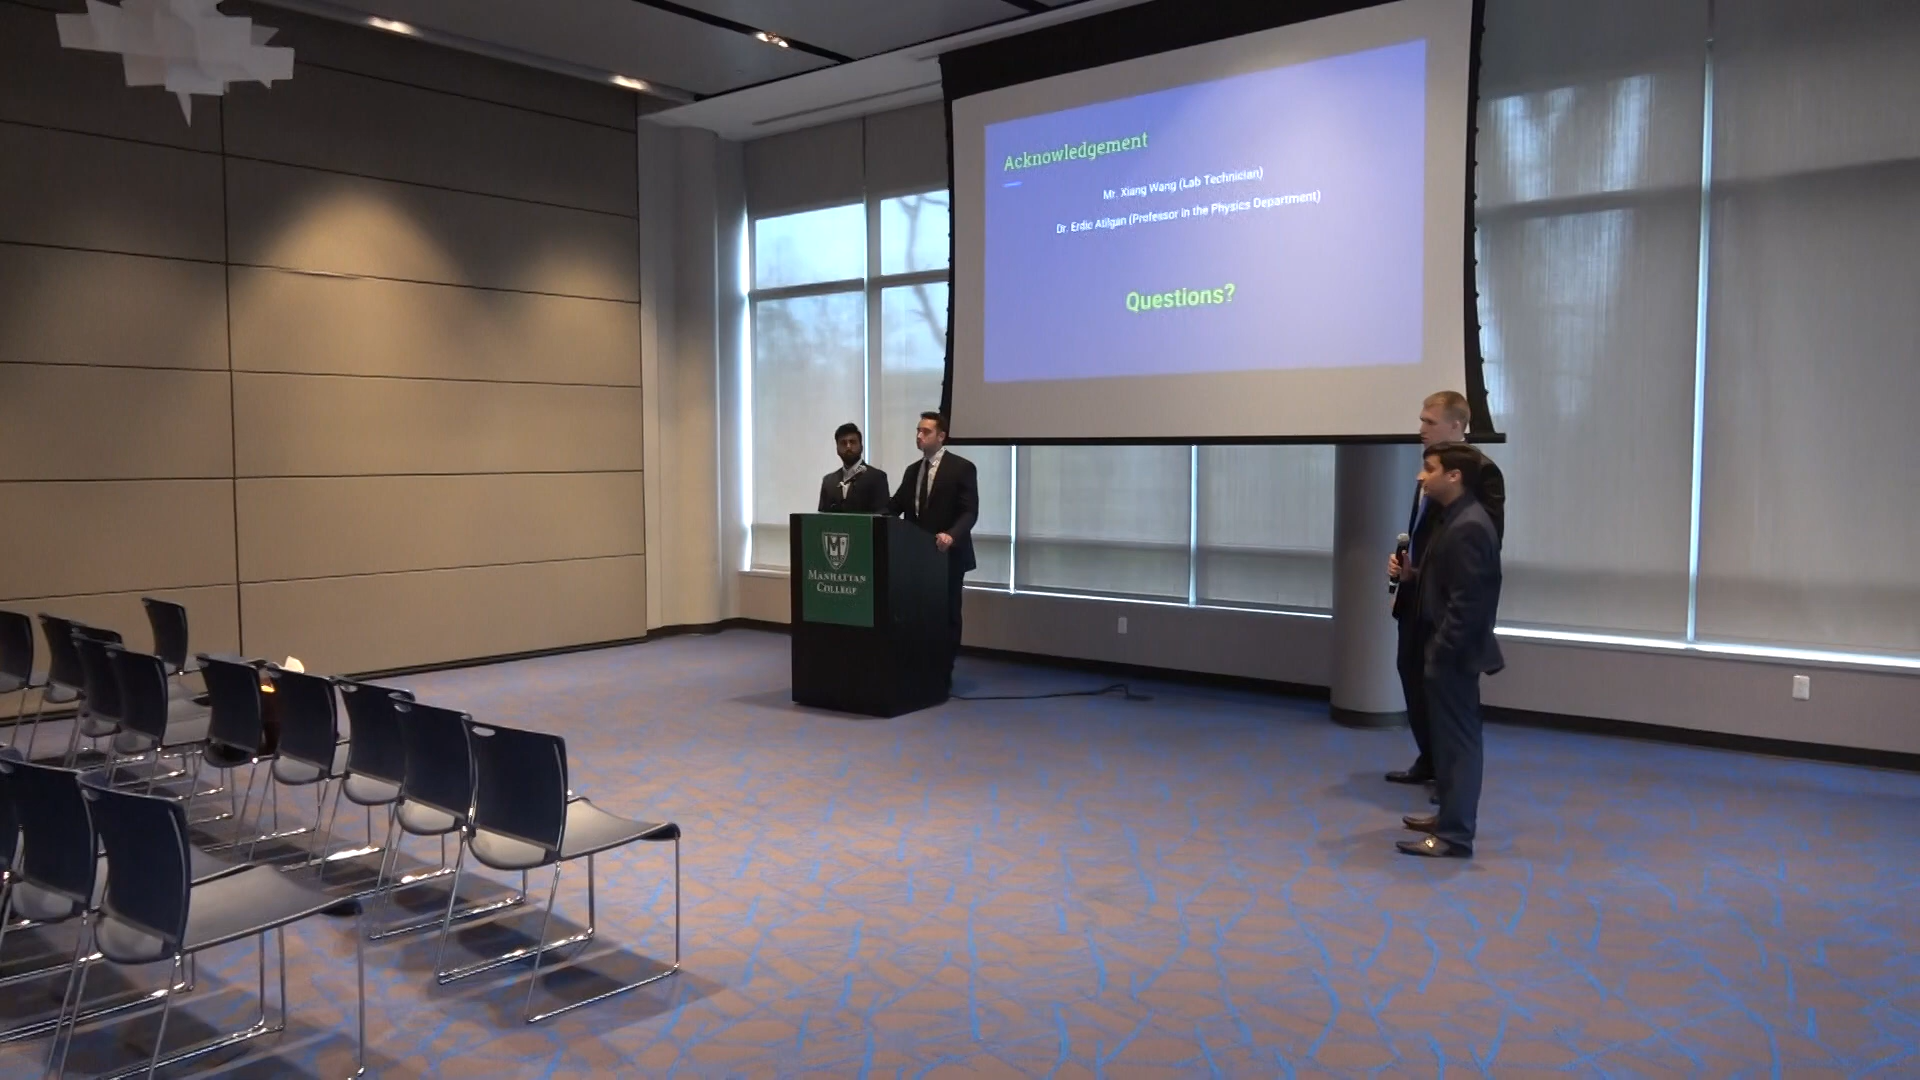 Acknowledgement
Mr. Xiang Wang (Lab Technician)
Dr. Erdic Atilgan (Professor in the Physics Department)
Questions?
MANHATTAN
COLLEGE